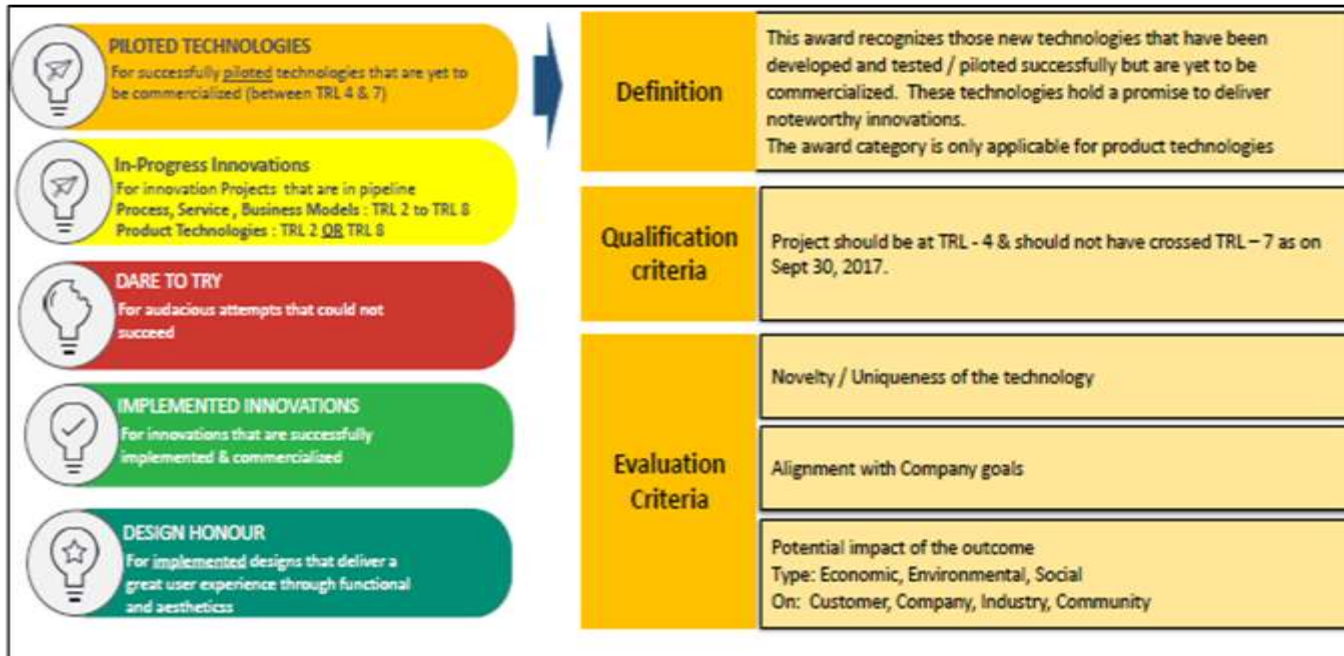 PILOTED TECHNOLOGIES
For successfully piloted technologies that are yet to
be commercialized (between TRL 4 & 7)
In-Progress Innovations
For innovation Projects that are in pipeline
Process, Service , Business Models : TRL 2 to TRL 8
Product Technologies : TRL 2 OR TRL 8
DARE TO TRY
For audacious attempts that could not
succeed
IMPLEMENTED INNOVATIONS
For innovations that are successfully
implemented & commercialized
DESIGN HONOUR
For implemented designs that deliver a
great user experience through functional
and aestheticss
Definition
This award recognizes those new technologies that have been
developed and tested / piloted successfully but are yet to be
commercialized. These technologies hold a promise to deliver
noteworthy innovations.
The award category is only applicable for product technologies
Qualification
criteria
Project should be at TRL - 4 & should not have crossed TRL – 7 as on
Sept 30, 2017.
Evaluation
Criteria
Novelty / Uniqueness of the technology
Alignment with Company goals
Potential impact of the outcome
Type: Economic, Environmental, Social
On: Customer, Company, Industry, Community